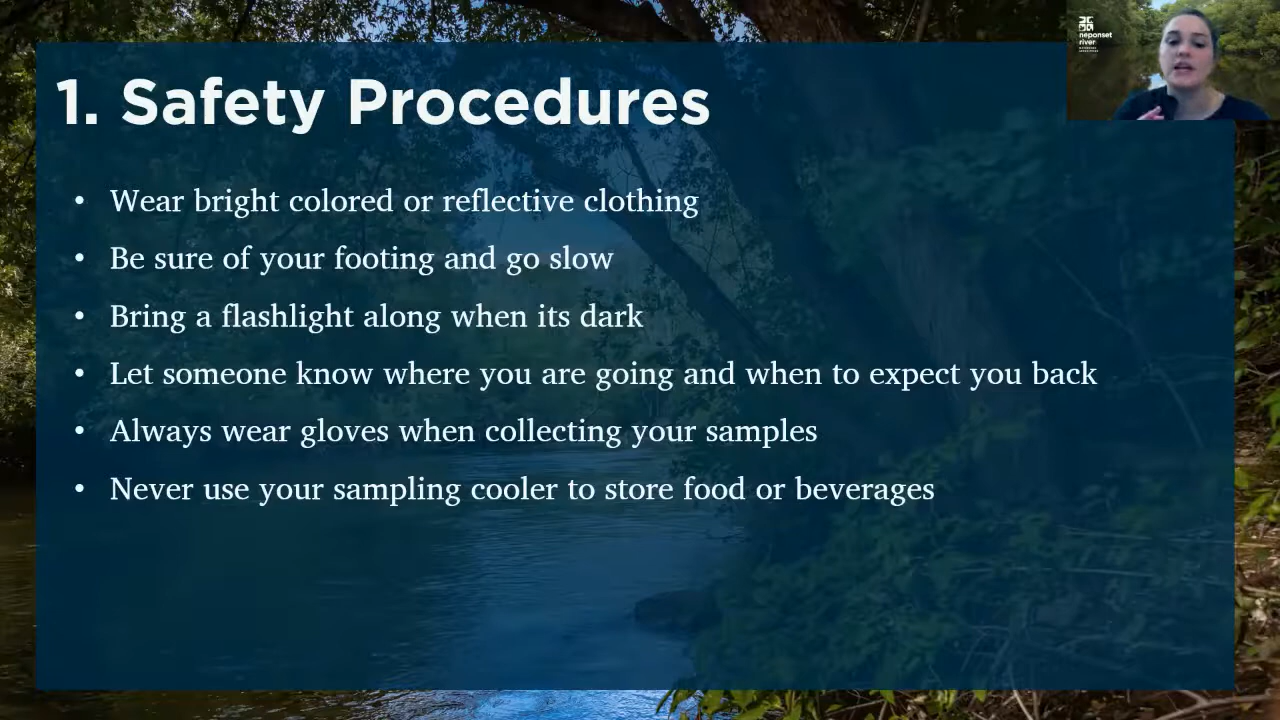 1. Safety Procedures
• Wear bright colored or reflective clothing
• Be sure of your footing and go slow
• Bring a flashlight along when its dark
• Let someone know where you are going and when to expect you back
• Always wear gloves when collecting your samples
• Never use your sampling cooler to store food or beverages
neponset
river